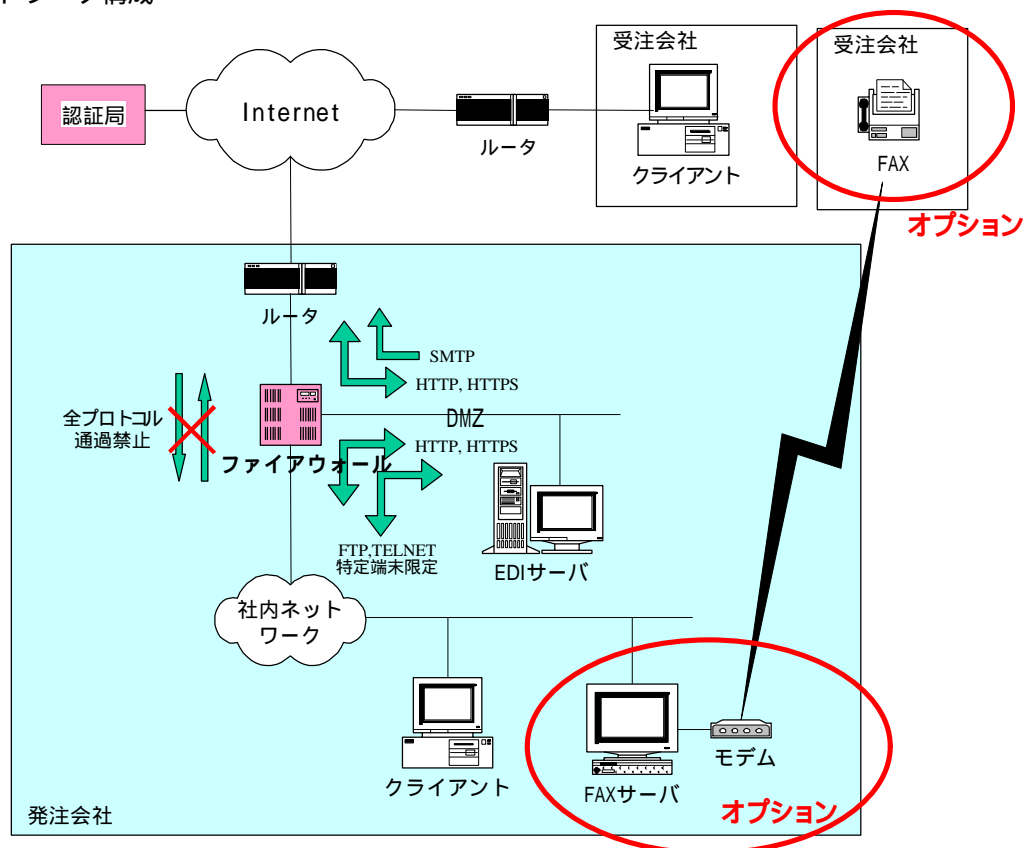 受注会社
受注会社
認証局
Internet
ルータ
クライアント
FAX
オプション
ルータ
SMTP
HTTP, HTTPS
全プロトコル
通過禁止
DMZ
ファイアウォール
HTTP, HTTPS
FTP,TELNET
特定端末限定
EDIサーバ
社内ネット
ワーク
クライアント
FAXサーバ
モデム
オプション
発注会社